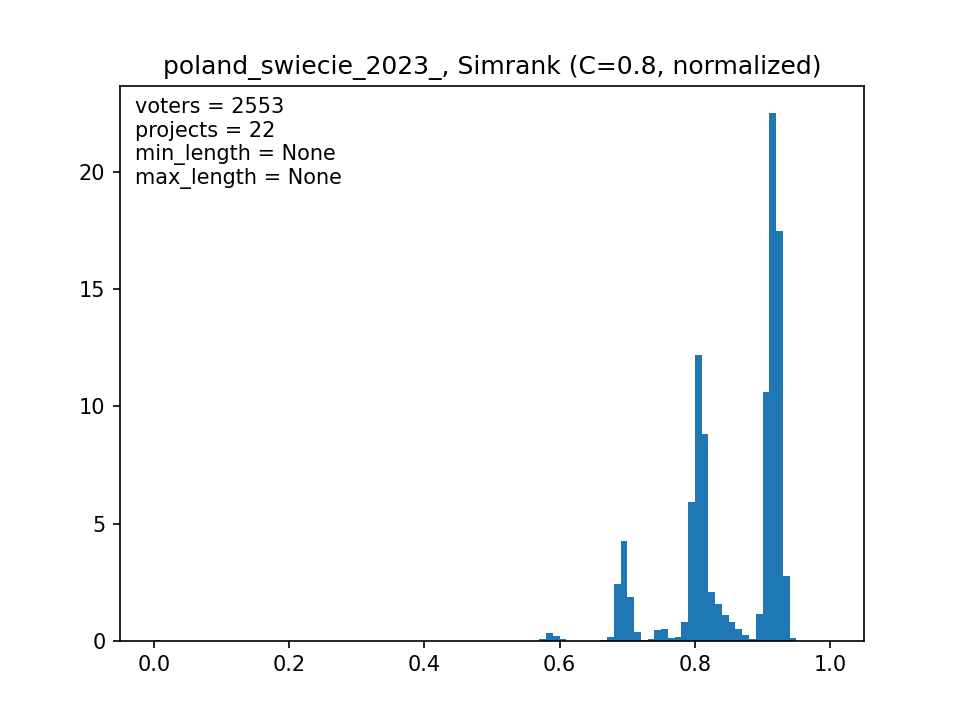 poland_swiecie_2023_, Simrank (C=0.8, normalized)
voters = 2553
projects = 22
min_length = None
max_length = None
20
15
10
5
0
0.0 0.2 0.4 0.6 0.8 1.0